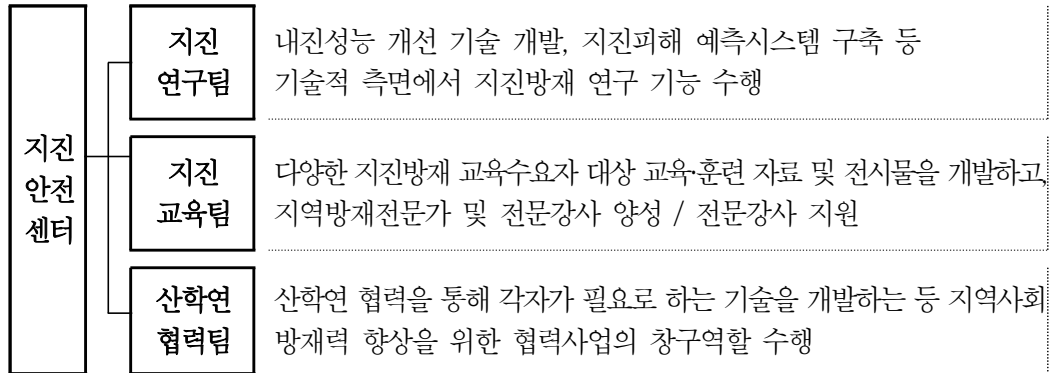 지진
안전
센터
지진
연구팀
내진성능 개선 기술 개발, 지진피해 예측시스템 구축 등
기술적 측면에서 지진방재 연구 기능 수행
지진
교육팀
다양한 지진방재 교육수요자 대상 교육·훈련 자료 및 전시물을 개발하고,
지역방재전문가 및 전문강사 양성 / 전문강사 지원
산학연
협력팀
산학연 협력을 통해 각자가 필요로 하는 기술을 개발하는 등 지역사회
방재력 향상을 위한 협력사업의 창구역할 수행